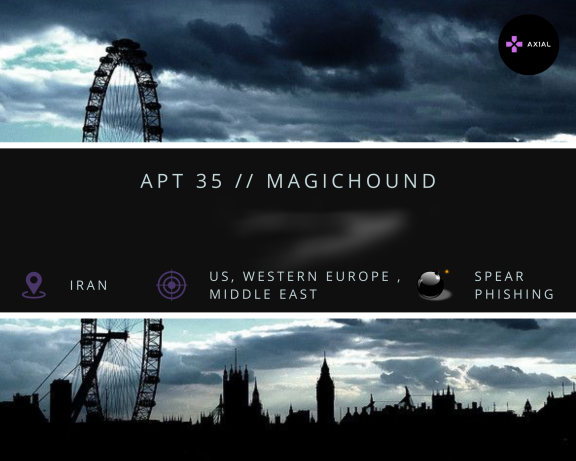 AXIAL
APT 35 // MAGICHOUND
IRAN
US, WESTERN EUROPE ,
MIDDLE EAST
SPEAR
PHISHING